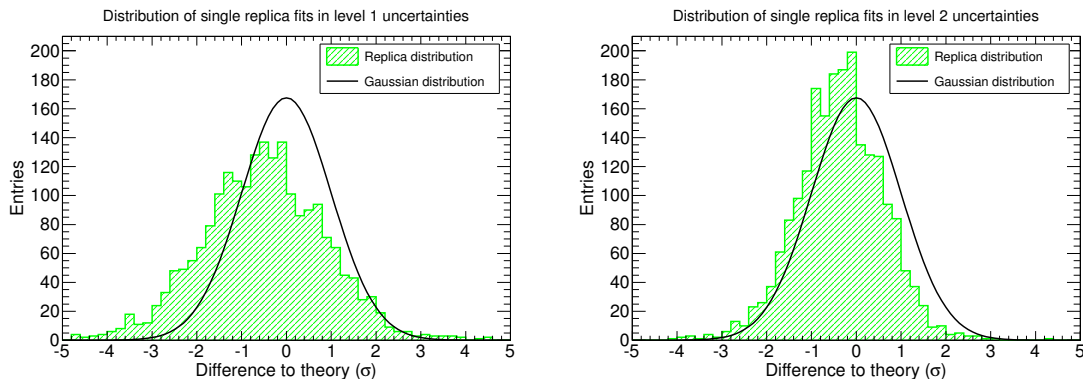 Distribution of single replica fits in level 1 uncertainties
Replica distribution
Gaussian distribution
Entries
200
180
160
140
120
100
80
60
40
20
0
-5 -4 -3 -2 -1 0 1 2 3 4 5
Difference to theory (σ)
Distribution of single replica fits in level 2 uncertainties
Replica distribution
Gaussian distribution
Entries
200
180
160
140
120
100
80
60
40
20
0
-5 -4 -3 -2 -1 0 1 2 3 4 5
Difference to theory (σ)